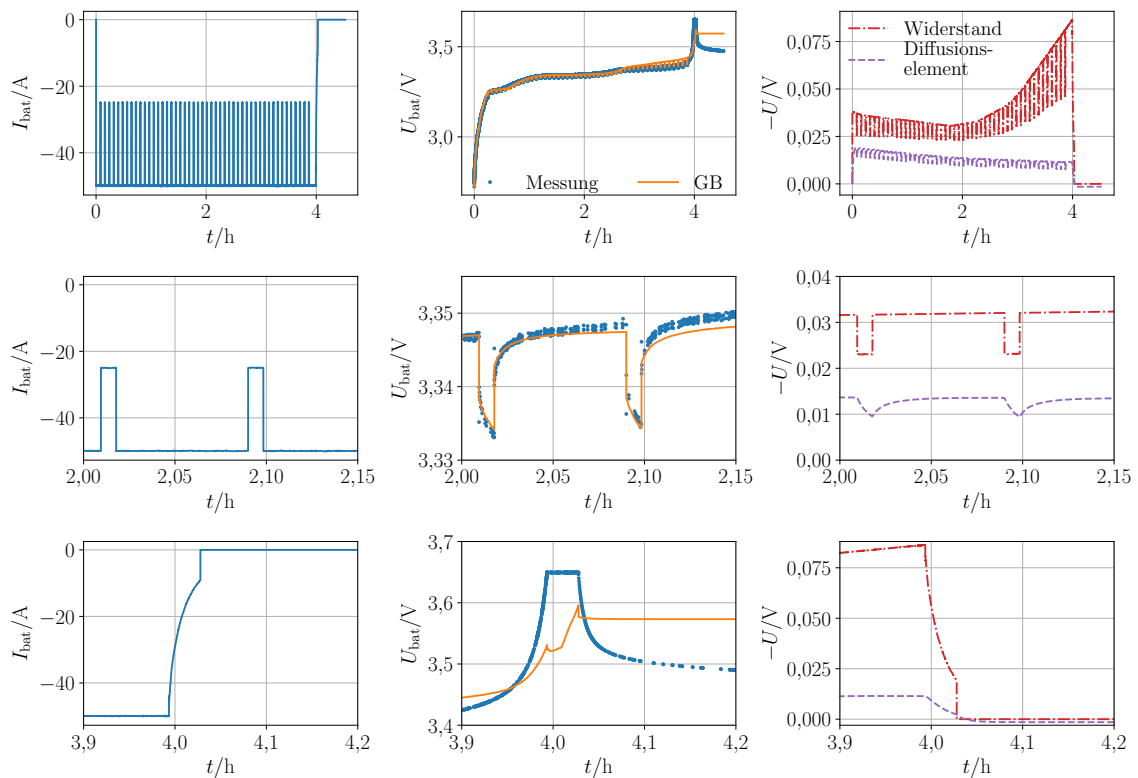 0
−20
−40
I_bat/A
0
2
4
t/h
3,5
3,0
U_bat/V
Messung
GB
0
2
4
t/h
0,075
0,050
0,025
0,000
−U/V
Widerstand
Diffusions-
element
0
2
4
t/h
0
−20
−40
I_bat/A
2,00
2,05
2,10
2,15
t/h
3,35
3,34
3,33
U_bat/V
2,00
2,05
2,10
2,15
t/h
0,04
0,03
0,02
0,01
0,00
−U/V
2,00
2,05
2,10
2,15
t/h
0
−20
−40
I_bat/A
3,9
4,0
4,1
4,2
t/h
3,7
3,6
3,5
3,4
U_bat/V
3,9
4,0
4,1
4,2
t/h
0,075
0,050
0,025
0,000
−U/V
3,9
4,0
4,1
4,2
t/h